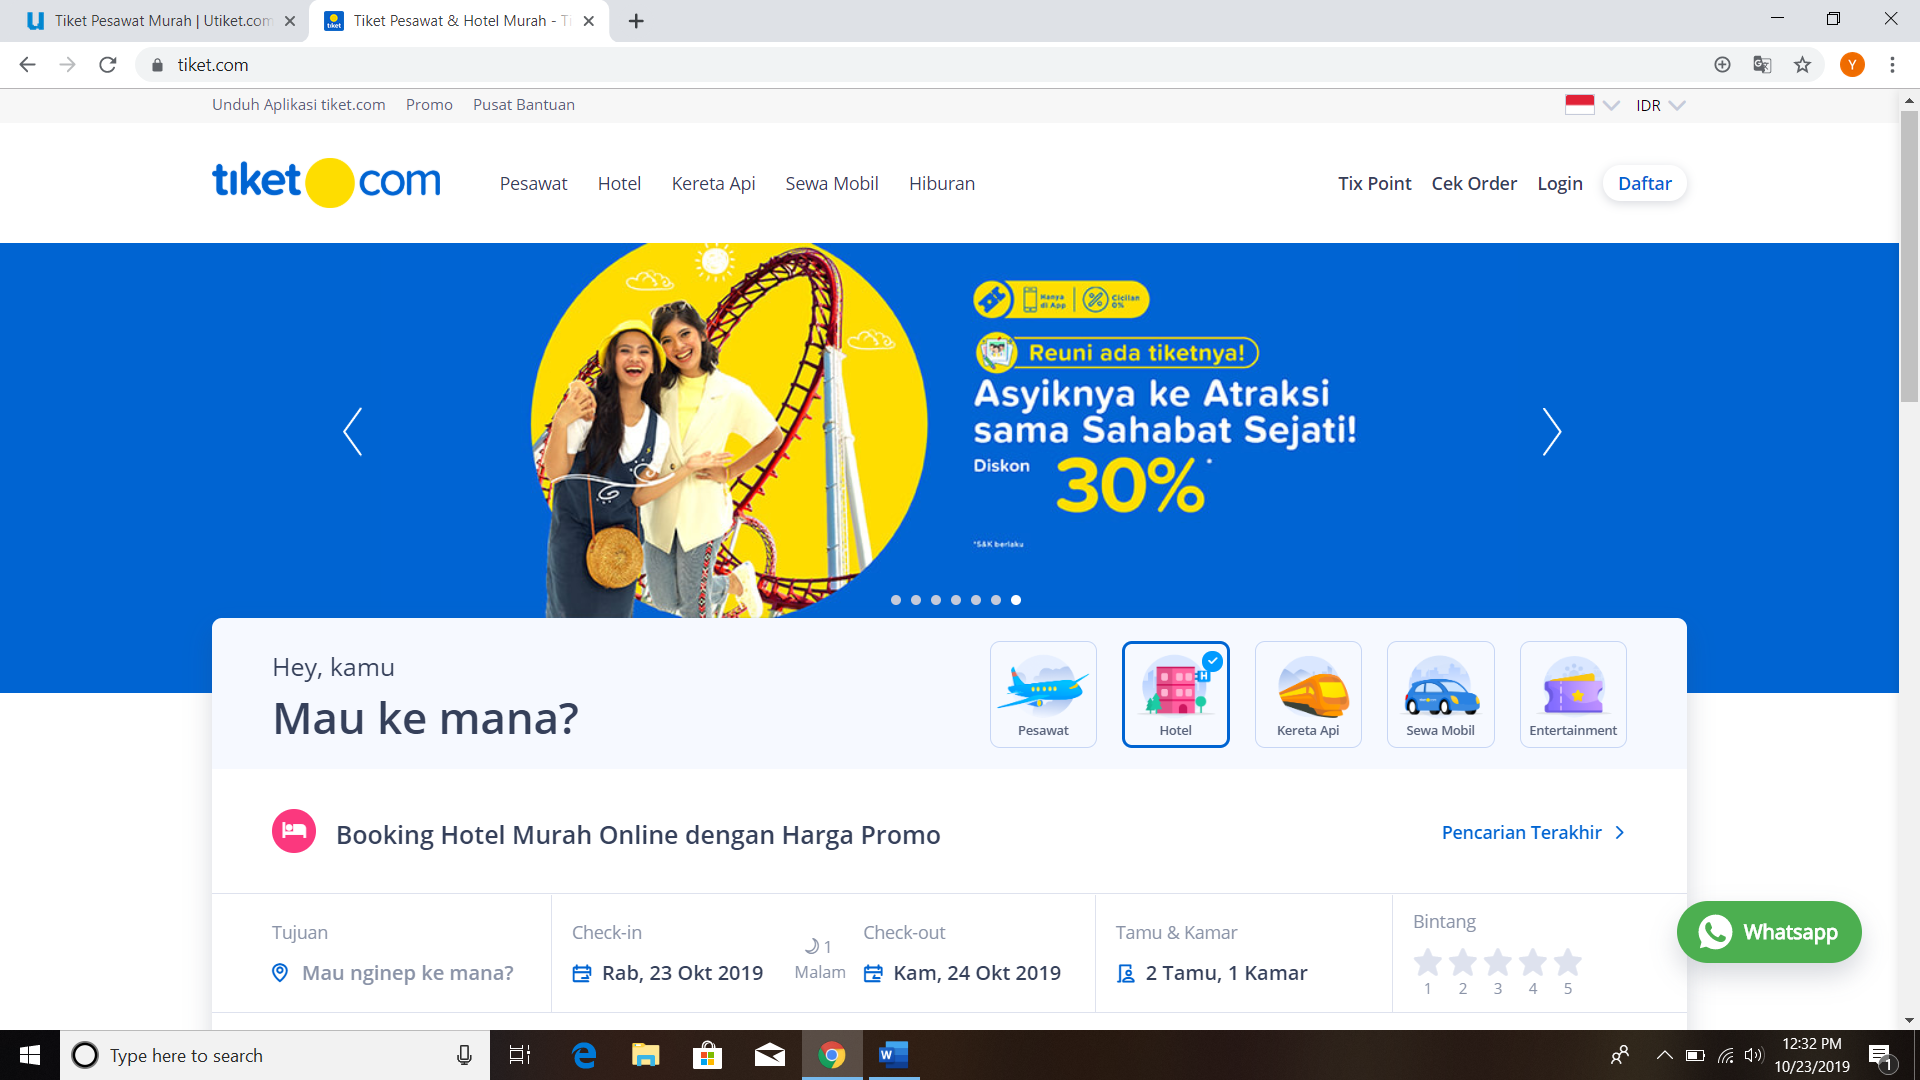 Tiket Pesawat Murah | Utiket.com
Tiket Pesawat & Hotel Murah - Ti
tiket.com
Y
Unduh Aplikasi tiket.com Promo Pusat Bantuan
IDR
tiket com
Pesawat Hotel Kereta Api Sewa Mobil Hiburan
Tix Point Cek Order Login Daftar
Hanya di App
Cicilan 0%
Reuni ada tiketnya!
Asyiknya ke Atraksi
sama Sahabat Sejati!
Diskon 30%*
*S&K berlaku
Hey, kamu
Mau ke mana?
Pesawat Hotel Kereta Api Sewa Mobil Entertainment
Booking Hotel Murah Online dengan Harga Promo
Pencarian Terakhir
Tujuan
Mau nginep ke mana?
Check-in
Rab, 23 Okt 2019
1
Malam
Check-out
Kam, 24 Okt 2019
Tamu & Kamar
2 Tamu, 1 Kamar
Bintang
1 2 3 4 5
Whatsapp
Type here to search
12:32 PM
10/23/2019
1